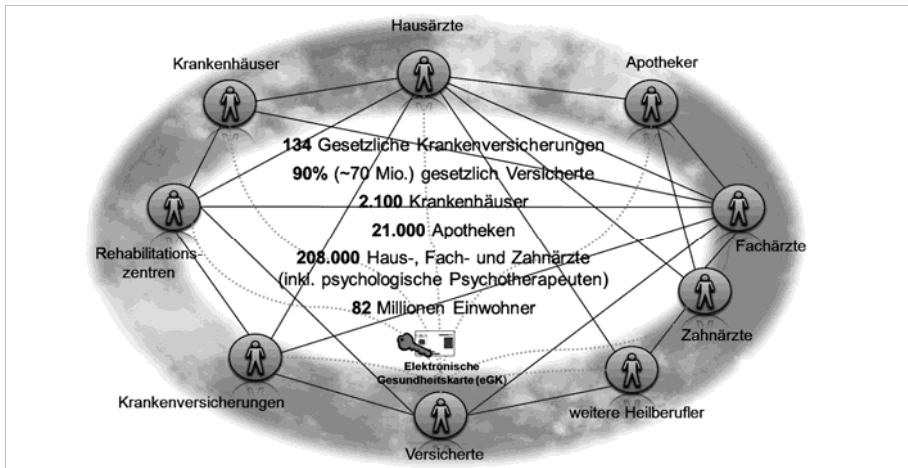 Hausärzte
Krankenhäuser
Apotheker
134 Gesetzliche Krankenversicherungen
90% (~70 Mio.) gesetzlich Versicherte
2.100 Krankenhäuser
21.000 Apotheken
Rehabilitations-
zentren
Fachärzte
208.000 Haus-, Fach- und Zahnärzte
(inkl. psychologische Psychotherapeuten)
82 Millionen Einwohner
Zahnärzte
Elektronische
Gesundheitskarte (eGK)
Krankenversicherungen
weitere Heilberufler
Versicherte